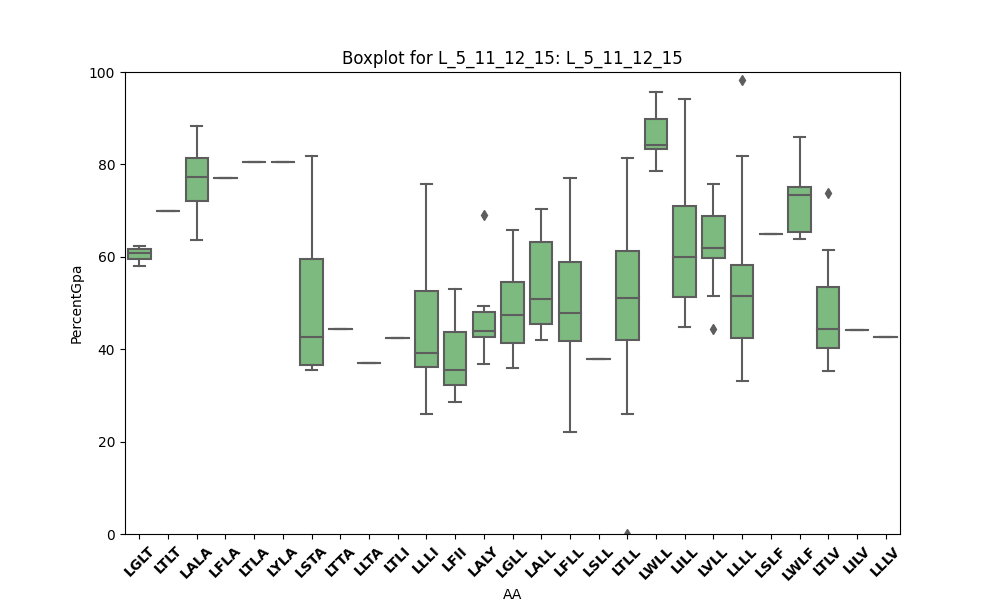 Boxplot for L_5_11_12_15: L_5_11_12_15
PercentGpa
100
80
60
40
20
0
LGLT LTLT LALA LFLA LTLA LYLA LSTA LTTA LLTA LTLI LLLI LFII LALY LGLL LALL LFLL LSLL LTLL LWLL LILL LVLL LLLL LSLF LWLF LTLV LILV LLLV
AA